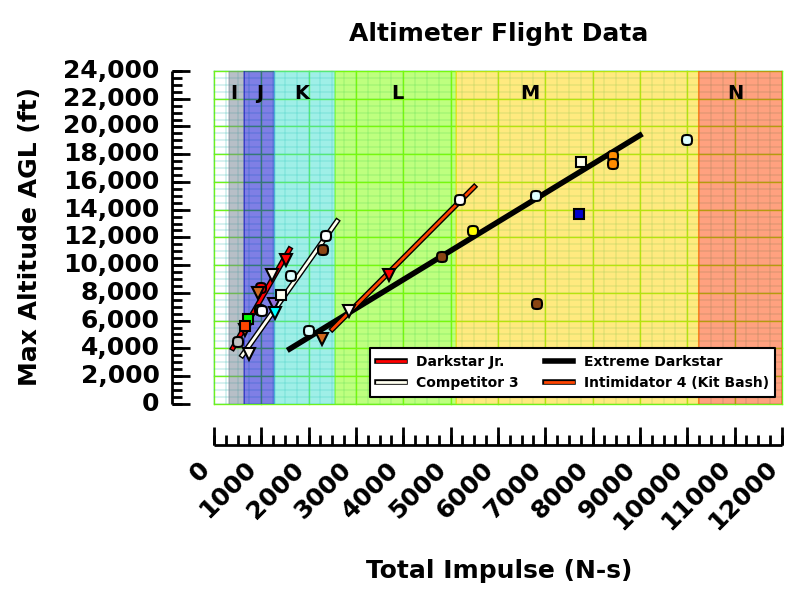 Altimeter Flight Data
Max Altitude AGL (ft)
24,000
22,000
20,000
18,000
16,000
14,000
12,000
10,000
8,000
6,000
4,000
2,000
0
I J K L M N
Darkstar Jr.
Competitor 3
Extreme Darkstar
Intimidator 4 (Kit Bash)
0 1000 2000 3000 4000 5000 6000 7000 8000 9000 10000 11000 12000
Total Impulse (N-s)